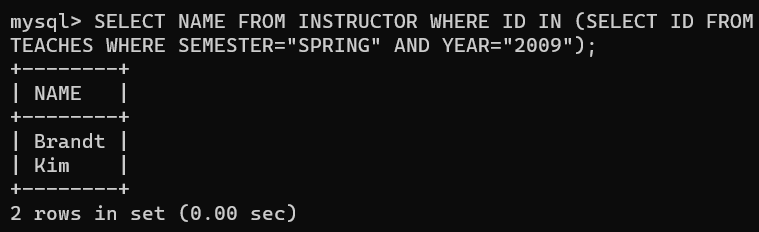 mysql> SELECT NAME FROM INSTRUCTOR WHERE ID IN (SELECT ID FROM
TEACHES WHERE SEMESTER="SPRING" AND YEAR="2009");
+--------+
| NAME   |
+--------+
| Brandt |
| Kim    |
+--------+
2 rows in set (0.00 sec)